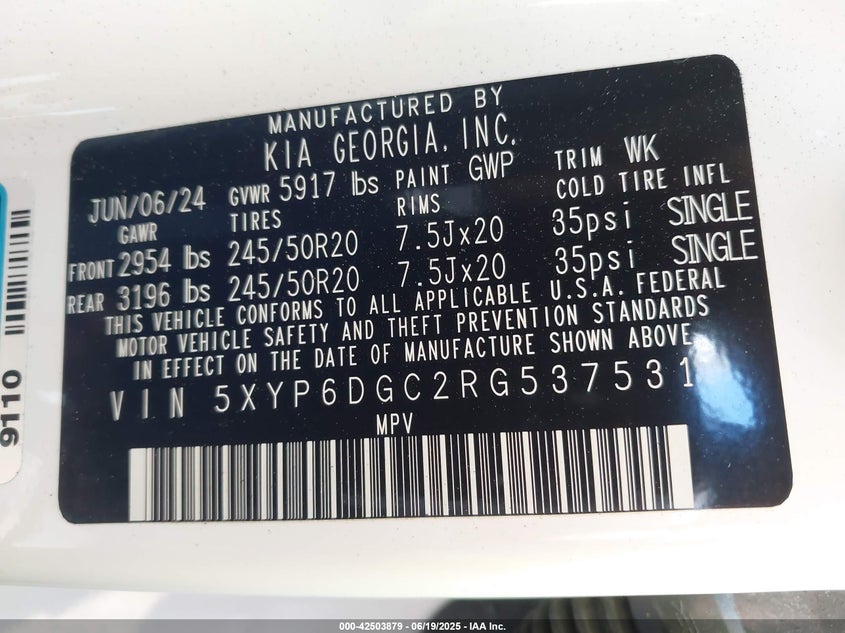 MANUFACTURED BY
KIA GEORGIA, INC.
JUN/06/24 GVWR 5917 lbs PAINT GWP TRIM WK
GAWR TIRES RIMS COLD TIRE INFL
FRONT 2954 lbs 245/50R20 7.5Jx20 35psi SINGLE
REAR 3196 lbs 245/50R20 7.5Jx20 35psi SINGLE
THIS VEHICLE CONFORMS TO ALL APPLICABLE U.S.A. FEDERAL
MOTOR VEHICLE SAFETY AND THEFT PREVENTION STANDARDS
IN EFFECT ON THE DATE OF MANUFACTURE SHOWN ABOVE
VIN 5XYP6DGC2RG537531
MPV
9110
000-42503879 - 06/19/2025 - IAA Inc.